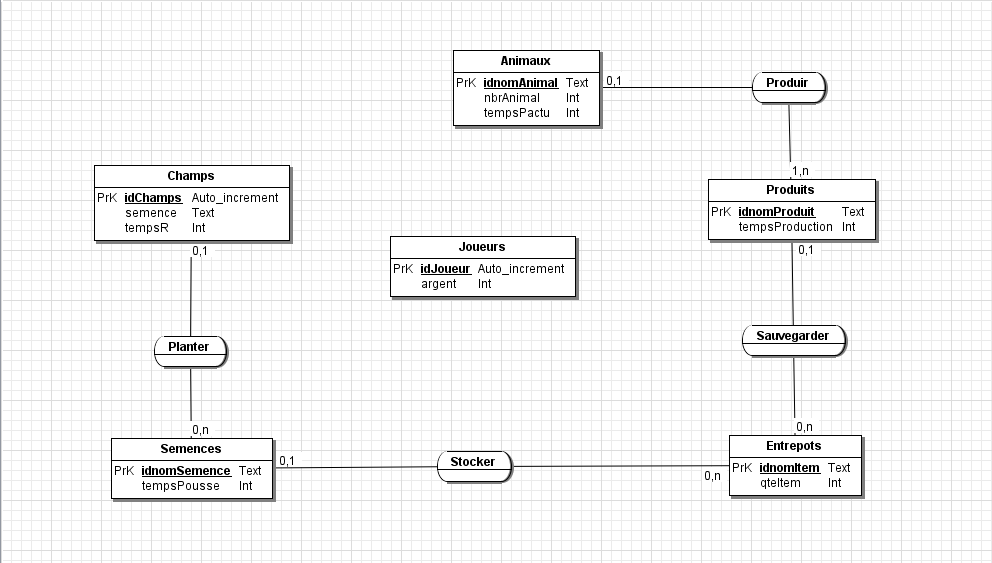 Animaux
PrK idnomAnimal Text
nbrAnimal Int
tempsPactu Int
0,1
Produir
1,n
Champs
PrK idChamps Auto_increment
semence Text
tempsR Int
0,1
Produits
PrK idnomProduit Text
tempsProduction Int
0,1
Joueurs
PrK idJoueur Auto_increment
argent Int
Planter
Sauvegarder
0,n
0,n
Semences
PrK idnomSemence Text
tempsPousse Int
0,1
Stocker
0,n
Entrepots
PrK idnomItem Text
qteItem Int